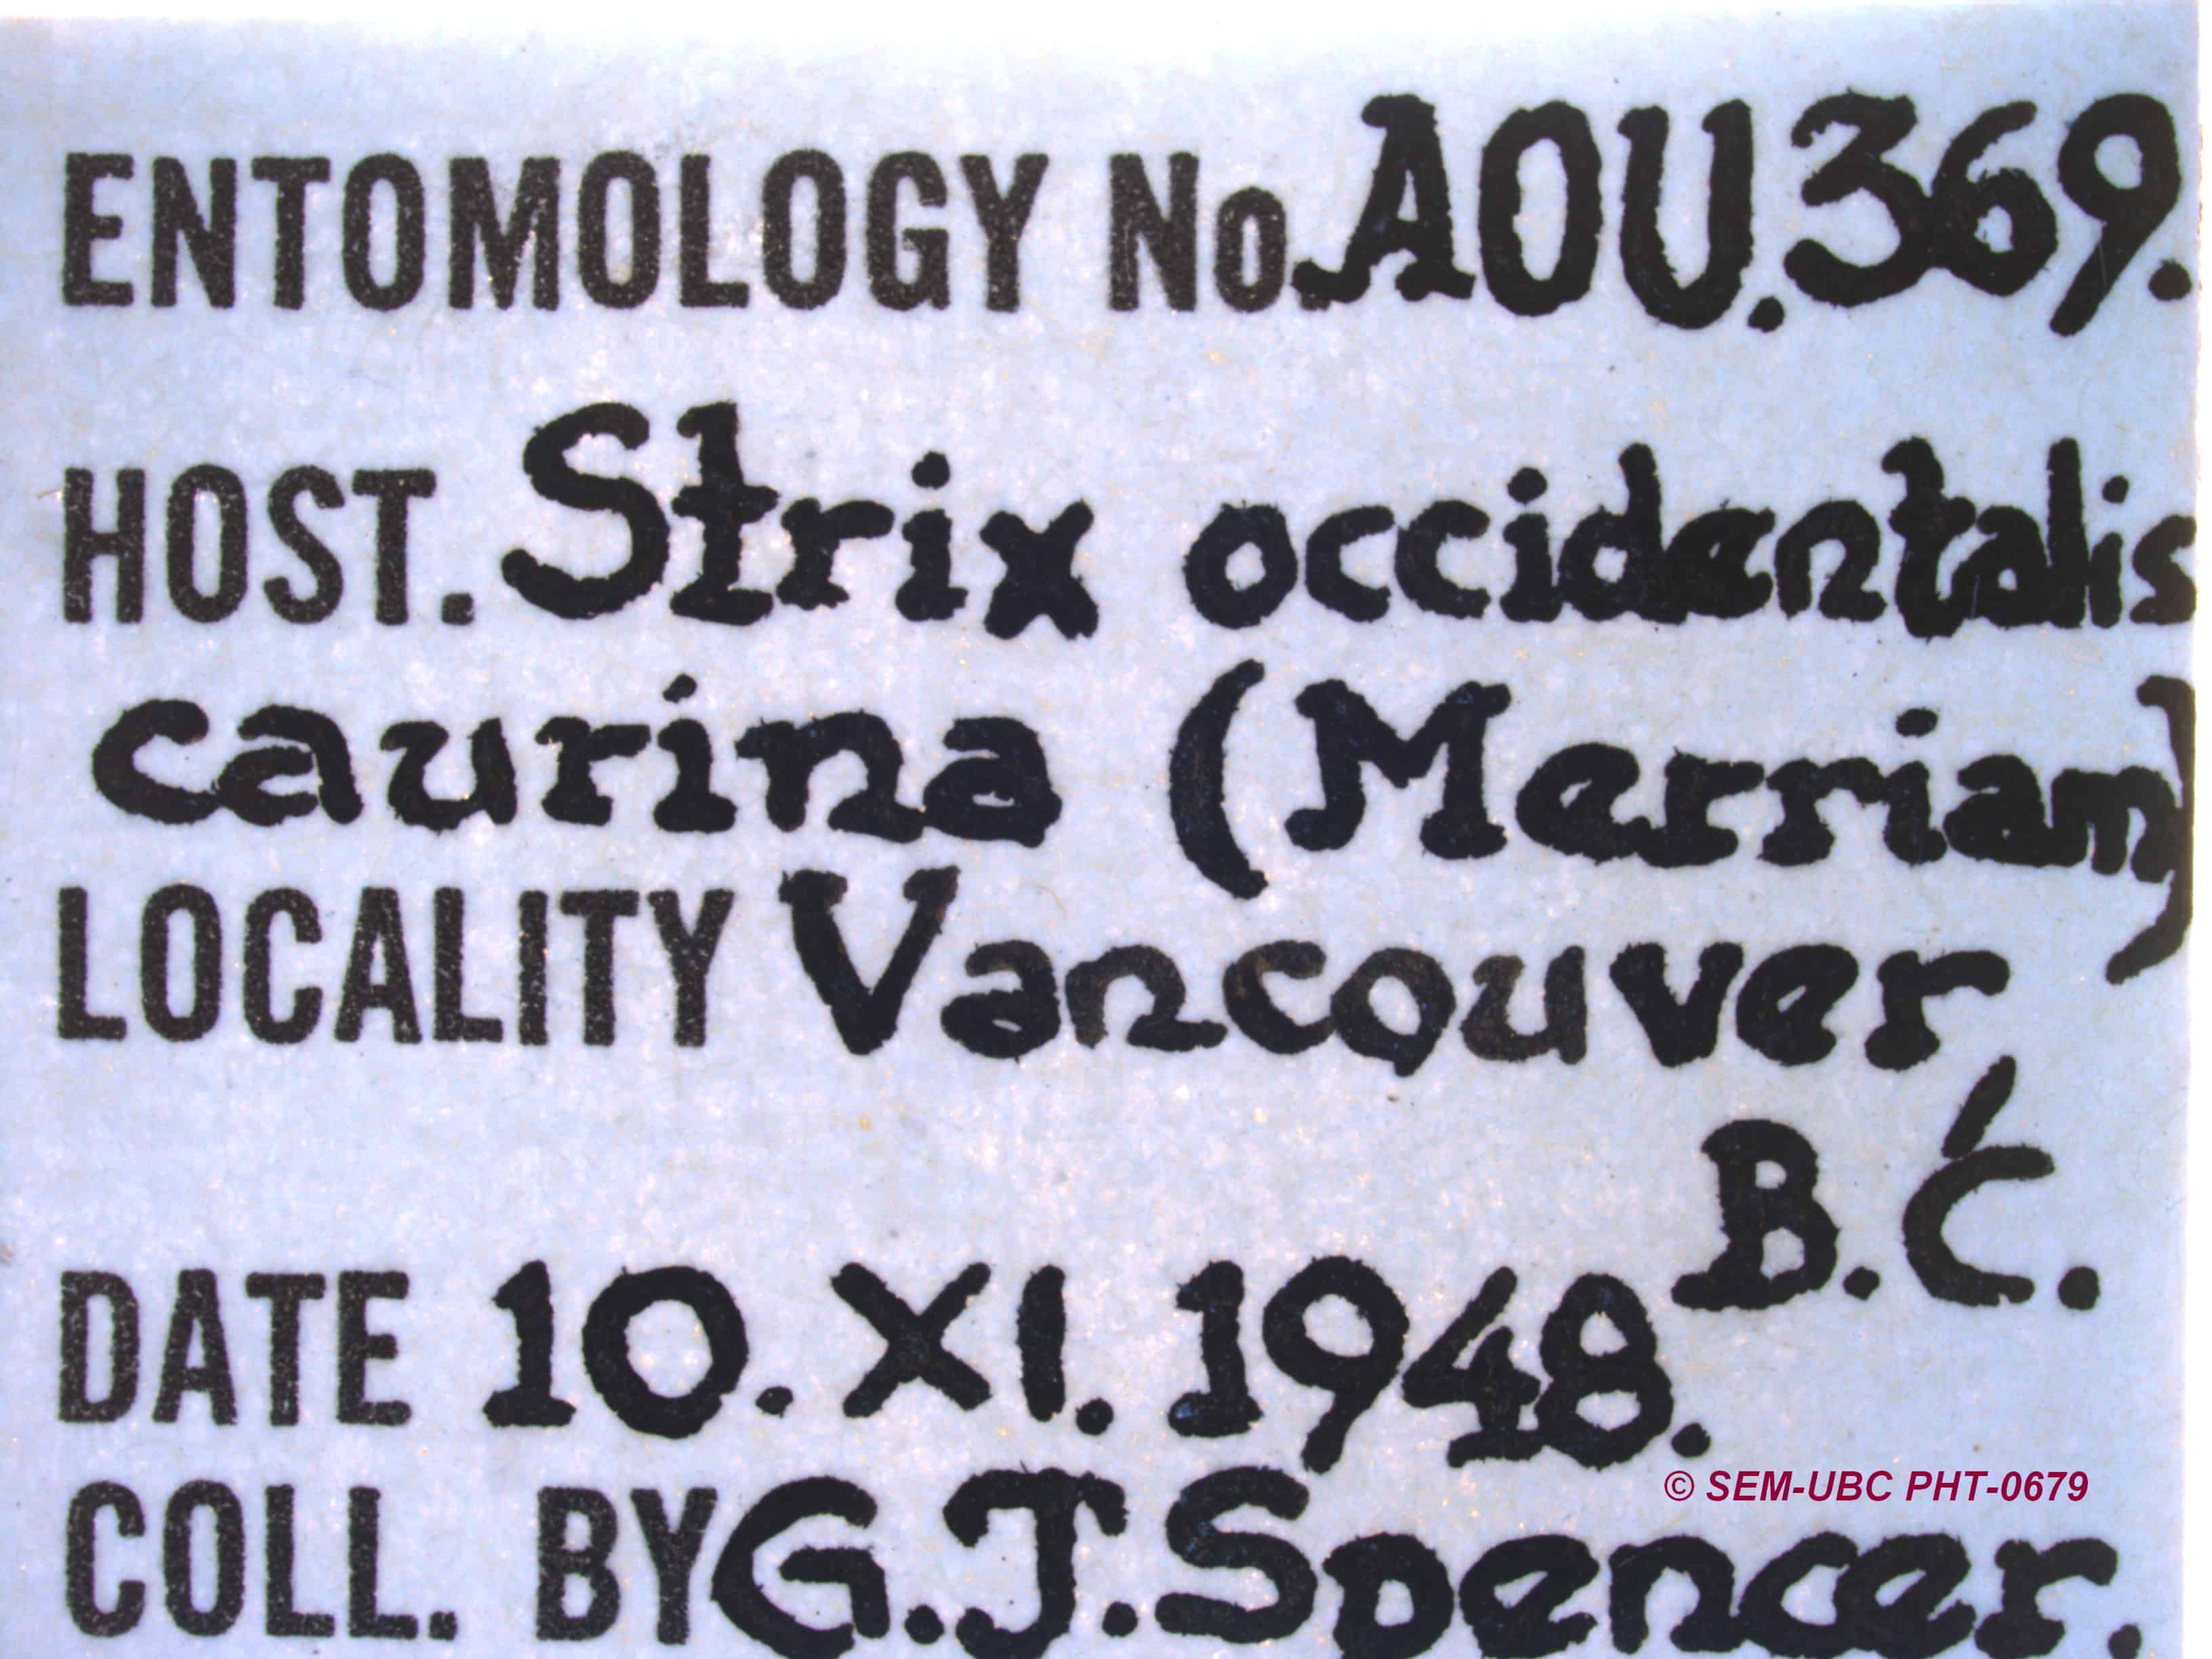 ENTOMOLOGY No. AOU.369.
HOST. Strix occidentalis
caurina (Merriam)
LOCALITY Vancouver,
B.C.
DATE 10.XI.1948.
© SEM-UBC PHT-0679
COLL. BY G.J.Spencer.